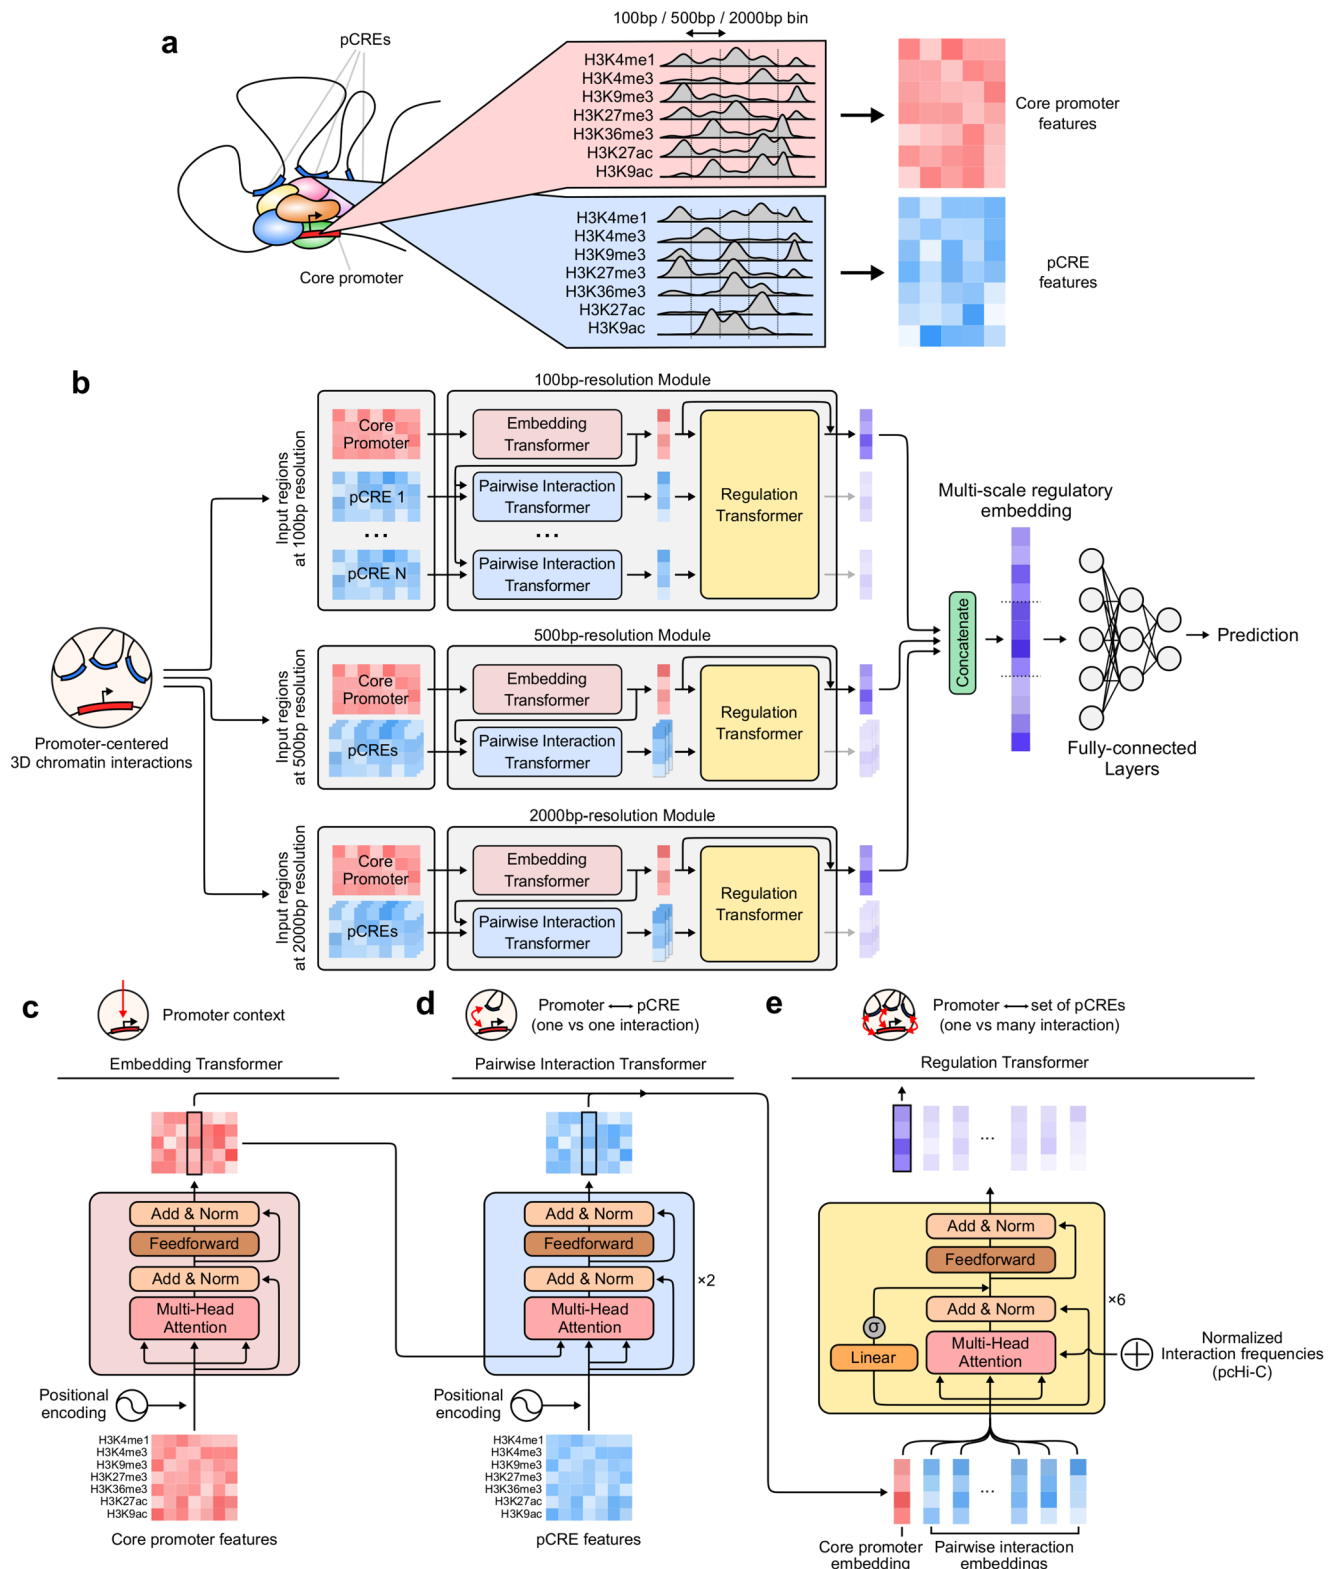 a
pCREs
100bp / 500bp / 2000bp bin
H3K4me1
H3K4me3
H3K9me3
H3K27me3
H3K36me3
H3K27ac
H3K9ac
Core promoter
features
H3K4me1
H3K4me3
H3K9me3
H3K27me3
H3K36me3
H3K27ac
H3K9ac
pCRE
features
Core promoter
b
100bp-resolution Module
Input regions
at 100bp resolution
Core
Promoter
pCRE 1
...
pCRE N
Embedding
Transformer
Pairwise Interaction
Transformer
...
Pairwise Interaction
Transformer
Regulation
Transformer
500bp-resolution Module
Input regions
at 500bp resolution
Core
Promoter
pCREs
Embedding
Transformer
Pairwise Interaction
Transformer
Regulation
Transformer
2000bp-resolution Module
Input regions
at 2000bp resolution
Core
Promoter
pCREs
Embedding
Transformer
Pairwise Interaction
Transformer
Regulation
Transformer
Promoter-centered
3D chromatin interactions
Concatenate
Multi-scale regulatory
embedding
Fully-connected
Layers
Prediction
c
Promoter context
Embedding Transformer
Add & Norm
Feedforward
Add & Norm
Multi-Head
Attention
Positional
encoding
H3K4me1
H3K4me3
H3K9me3
H3K27me3
H3K36me3
H3K27ac
H3K9ac
Core promoter features
d
Promoter ⟷ pCRE
(one vs one interaction)
Pairwise Interaction Transformer
Add & Norm
Feedforward
Add & Norm
Multi-Head
Attention
×2
Positional
encoding
H3K4me1
H3K4me3
H3K9me3
H3K27me3
H3K36me3
H3K27ac
H3K9ac
pCRE features
e
Promoter ⟷ set of pCREs
(one vs many interaction)
Regulation Transformer
...
Add & Norm
Feedforward
Add & Norm
σ
Linear
Multi-Head
Attention
×6
Normalized
Interaction frequencies
(pcHi-C)
...
Core promoter
embedding
Pairwise interaction
embeddings